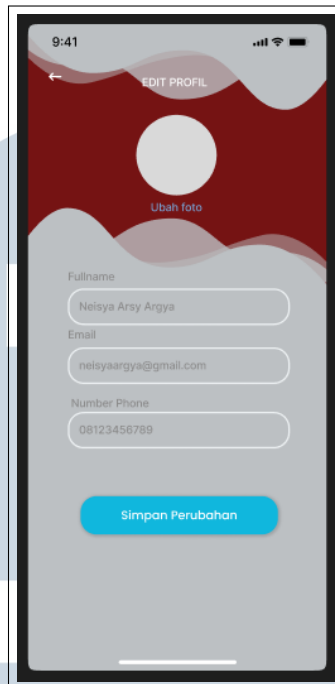 9:41
EDIT PROFIL
Ubah foto
Fullname
Neisya Arsy Argya
Email
neisyaargya@gmail.com
Number Phone
08123456789
Simpan Perubahan